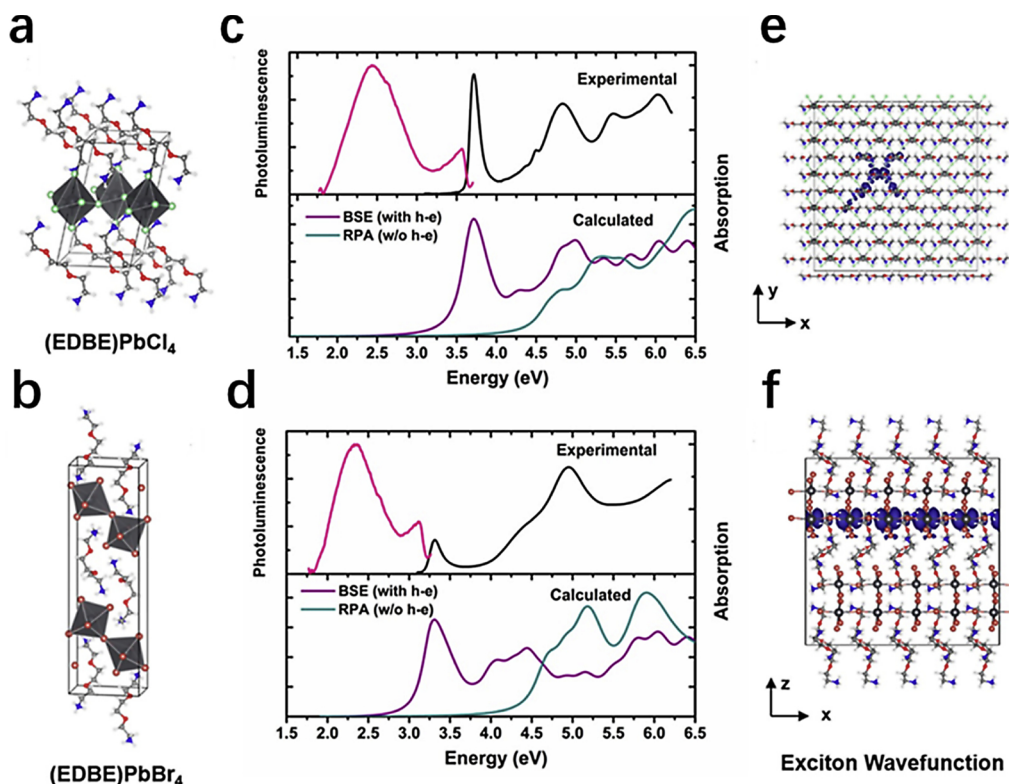 a
(EDBE)PbCl4
b
(EDBE)PbBr4
c
Photoluminescence
Experimental
BSE (with h-e)
RPA (w/o h-e)
Calculated
Absorption
1.5 2.0 2.5 3.0 3.5 4.0 4.5 5.0 5.5 6.0 6.5
Energy (eV)
d
Photoluminescence
Experimental
BSE (with h-e)
RPA (w/o h-e)
Calculated
Absorption
1.5 2.0 2.5 3.0 3.5 4.0 4.5 5.0 5.5 6.0 6.5
Energy (eV)
e
y
x
f
z
x
Exciton Wavefunction